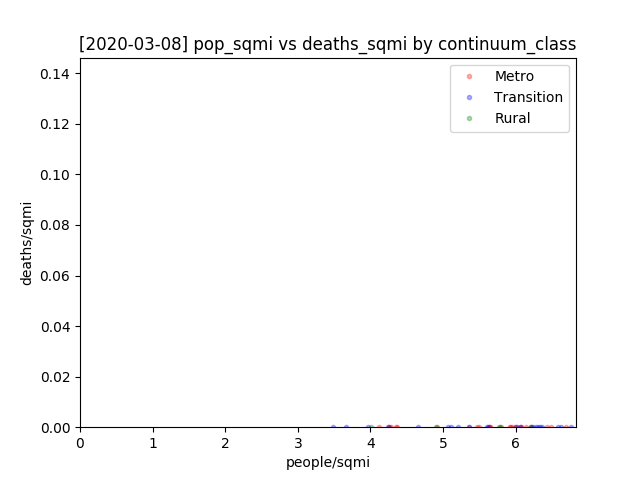 [2020-03-08] pop_sqmi vs deaths_sqmi by continuum_class
0.14
0.12
0.10
0.08
0.06
0.04
0.02
0.00
deaths/sqmi
Metro
Transition
Rural
0 1 2 3 4 5 6
people/sqmi